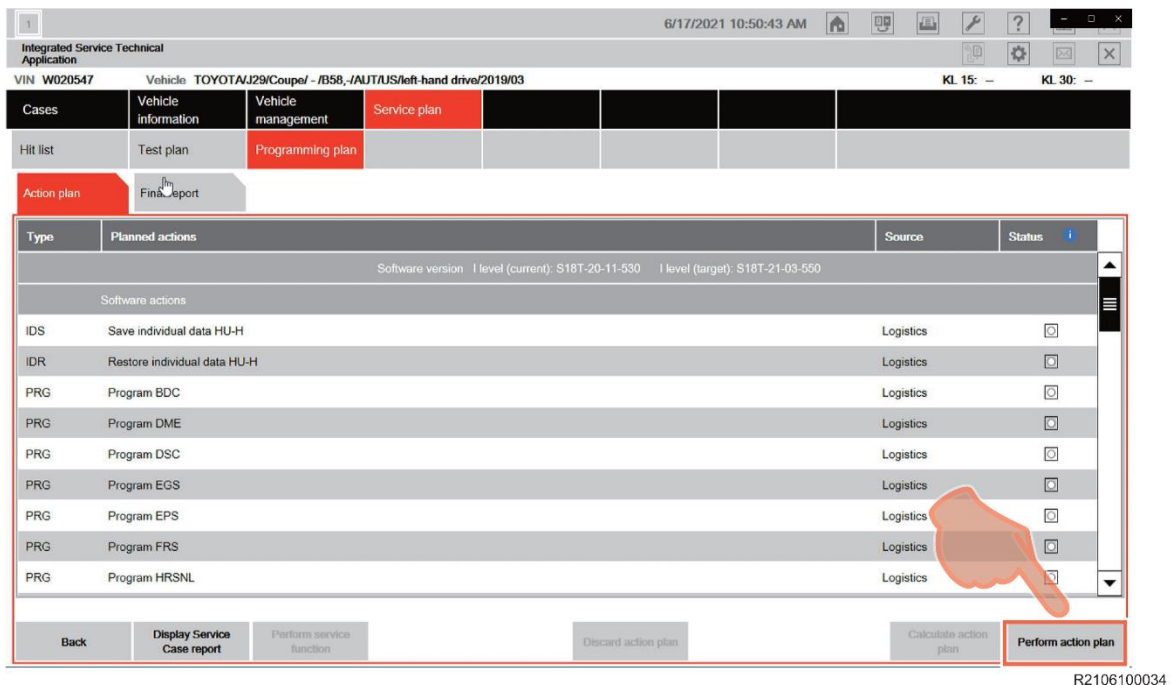 1
6/17/2021 10:50:43 AM
?
Integrated Service Technical
Application
VIN W020547 Vehicle TOYOTA/J29/Coupe/ - /B58,-/AUT/US/left-hand drive/2019/03 KL 15: – KL 30: –
Cases
Vehicle
information
Vehicle
management
Service plan
Hit list
Test plan
Programming plan
Action plan
Final report
Type Planned actions Source Status i
Software version I level (current): S18T-20-11-530 I level (target): S18T-21-03-550
Software actions
IDS Save individual data HU-H Logistics
IDR Restore individual data HU-H Logistics
PRG Program BDC Logistics
PRG Program DME Logistics
PRG Program DSC Logistics
PRG Program EGS Logistics
PRG Program EPS Logistics
PRG Program FRS Logistics
PRG Program HRSNL Logistics
Back
Display Service
Case report
Perform service
function
Discard action plan
Calculate action
plan
Perform action plan
R2106100034